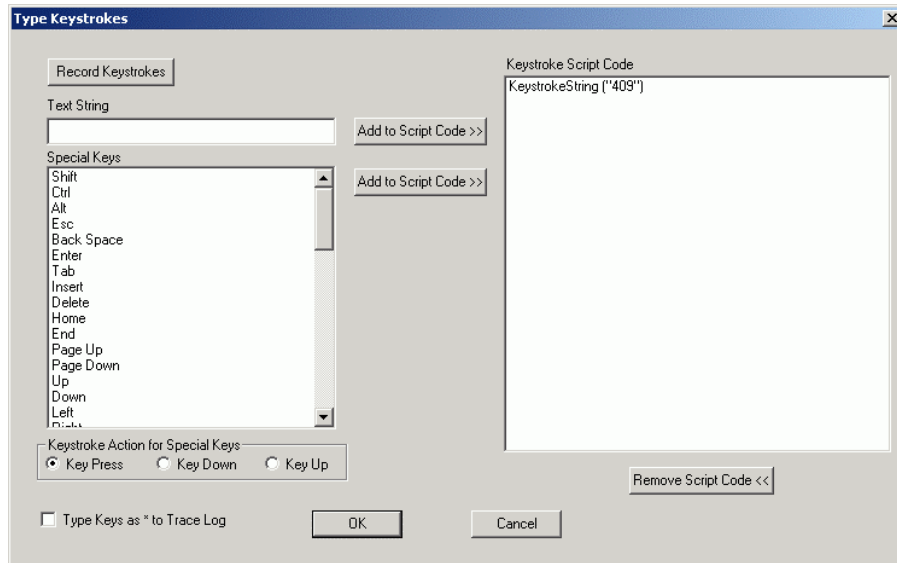 Type Keystrokes
Record Keystrokes
Text String
Add to Script Code >>
Special Keys
Shift
Ctrl
Alt
Esc
Back Space
Enter
Tab
Insert
Delete
Home
End
Page Up
Page Down
Up
Down
Left
Right
Add to Script Code >>
Keystroke Action for Special Keys
Key Press
Key Down
Key Up
Type Keys as * to Trace Log
Keystroke Script Code
KeystrokeString ("409")
Remove Script Code <<
OK
Cancel